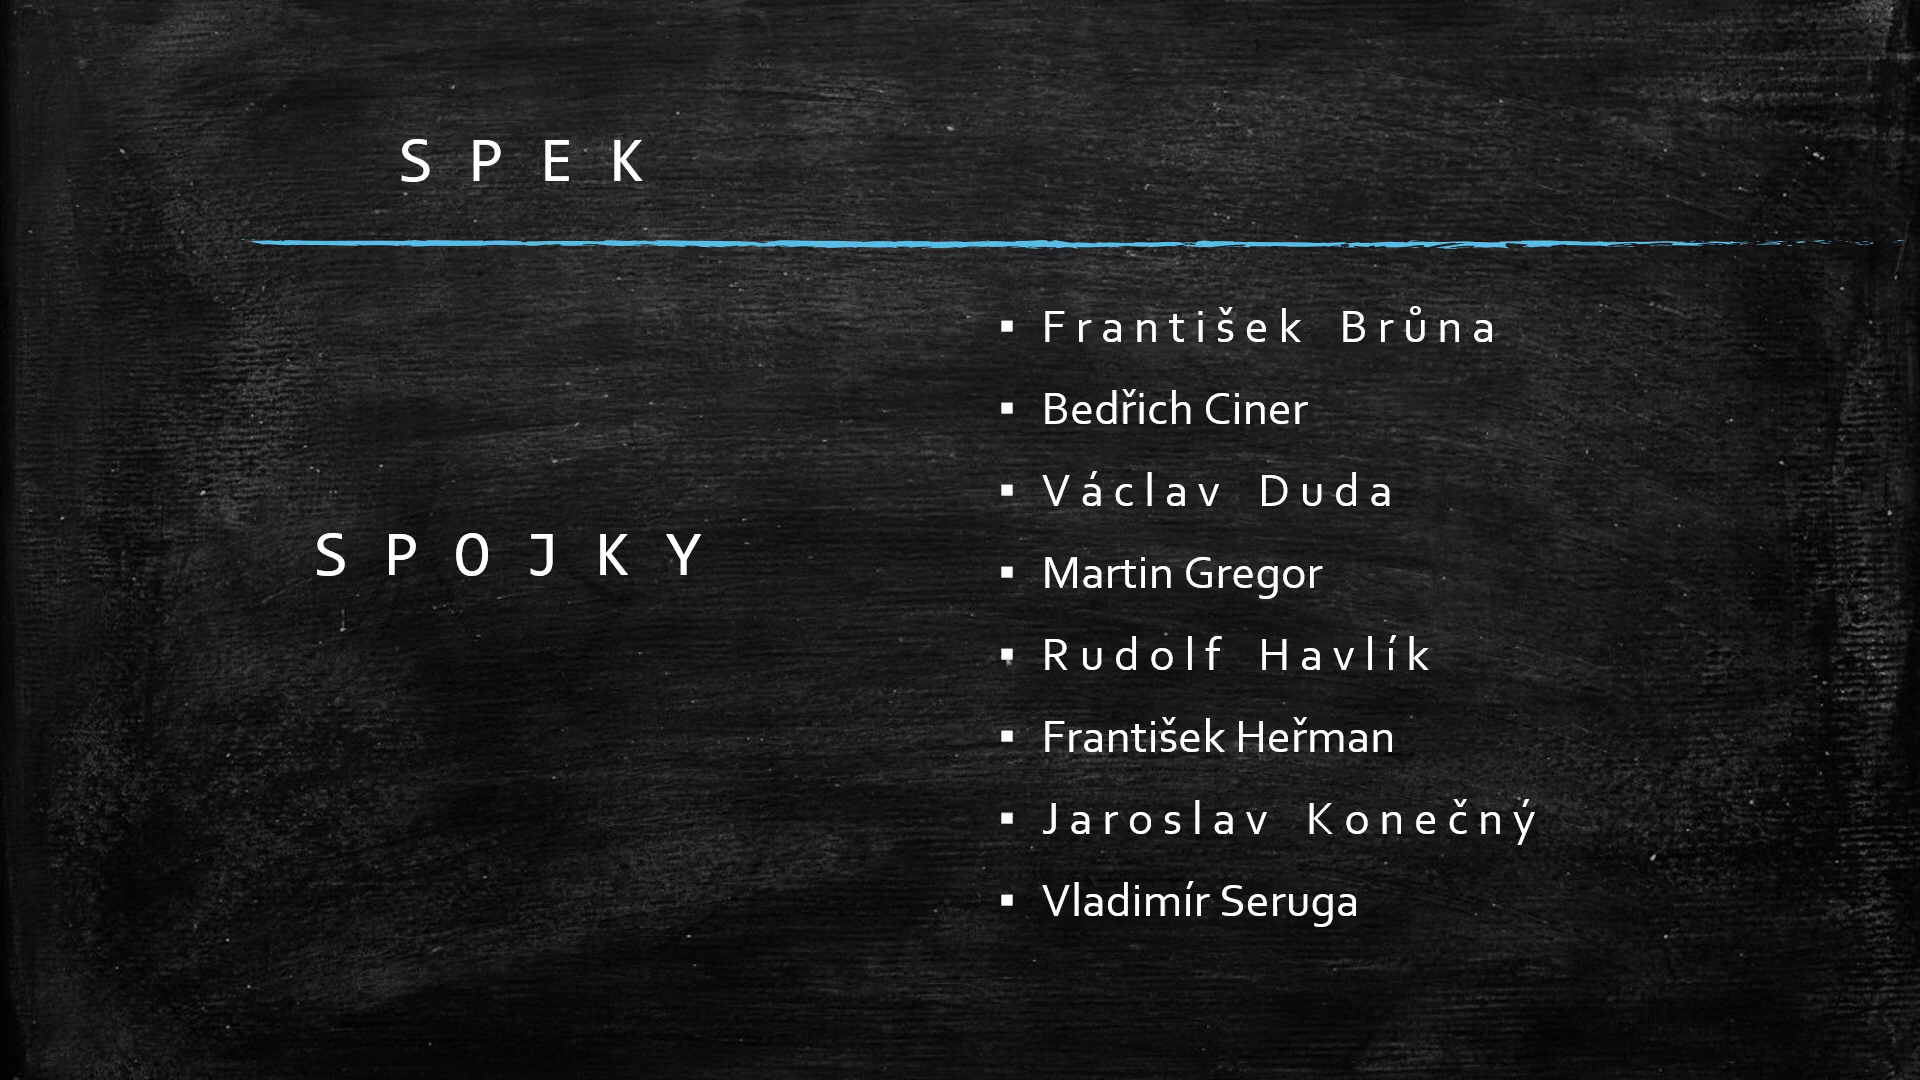 SPEK
SPOJKY
František Brůna
Bedřich Ciner
Václav Duda
Martin Gregor
Rudolf Havlík
František Heřman
Jaroslav Konečný
Vladimír Seruga